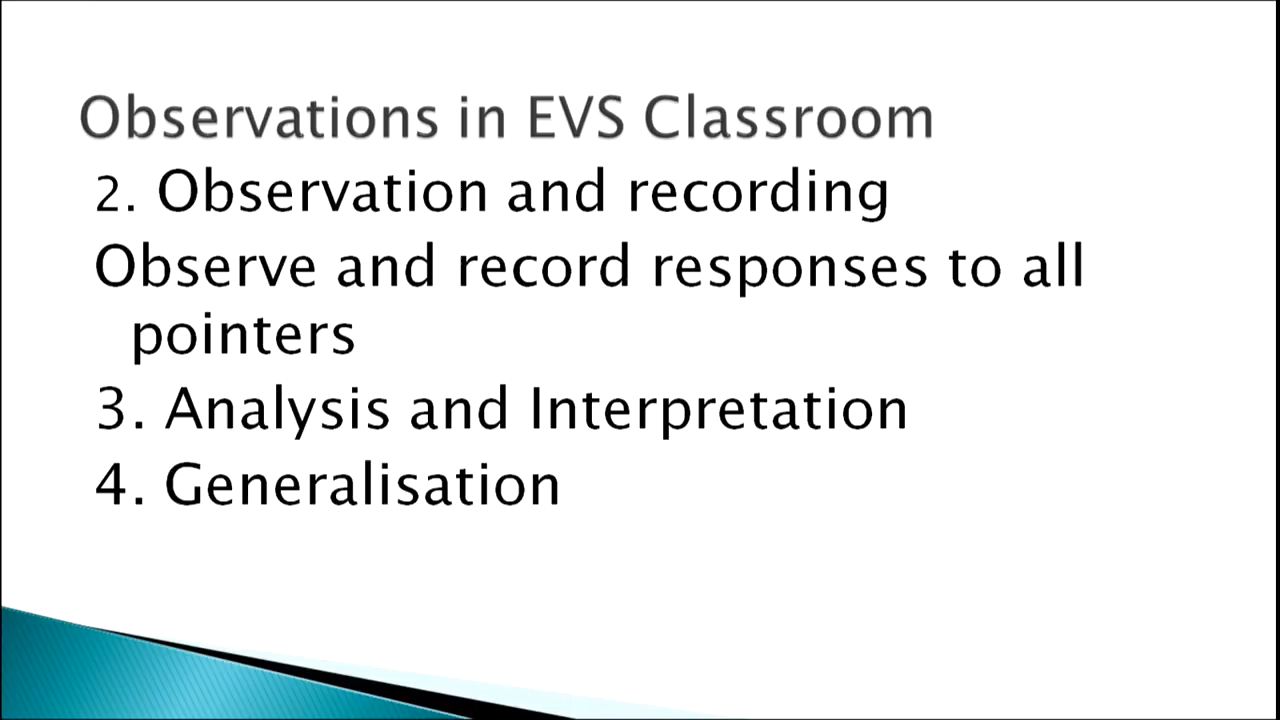 Observations in EVS Classroom
2. Observation and recording
Observe and record responses to all
pointers
3. Analysis and Interpretation
4. Generalisation